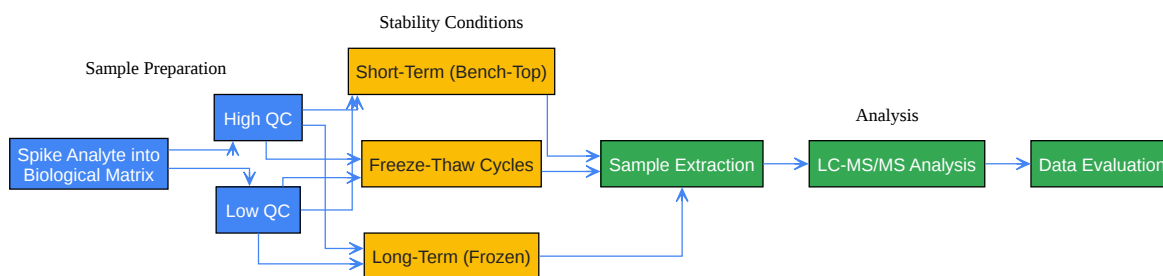 Stability Conditions
Short-Term (Bench-Top)
Sample Preparation
High QC
Analysis
Spike Analyte into
Biological Matrix
Freeze-Thaw Cycles
Sample Extraction
LC-MS/MS Analysis
Data Evaluation
Low QC
Long-Term (Frozen)